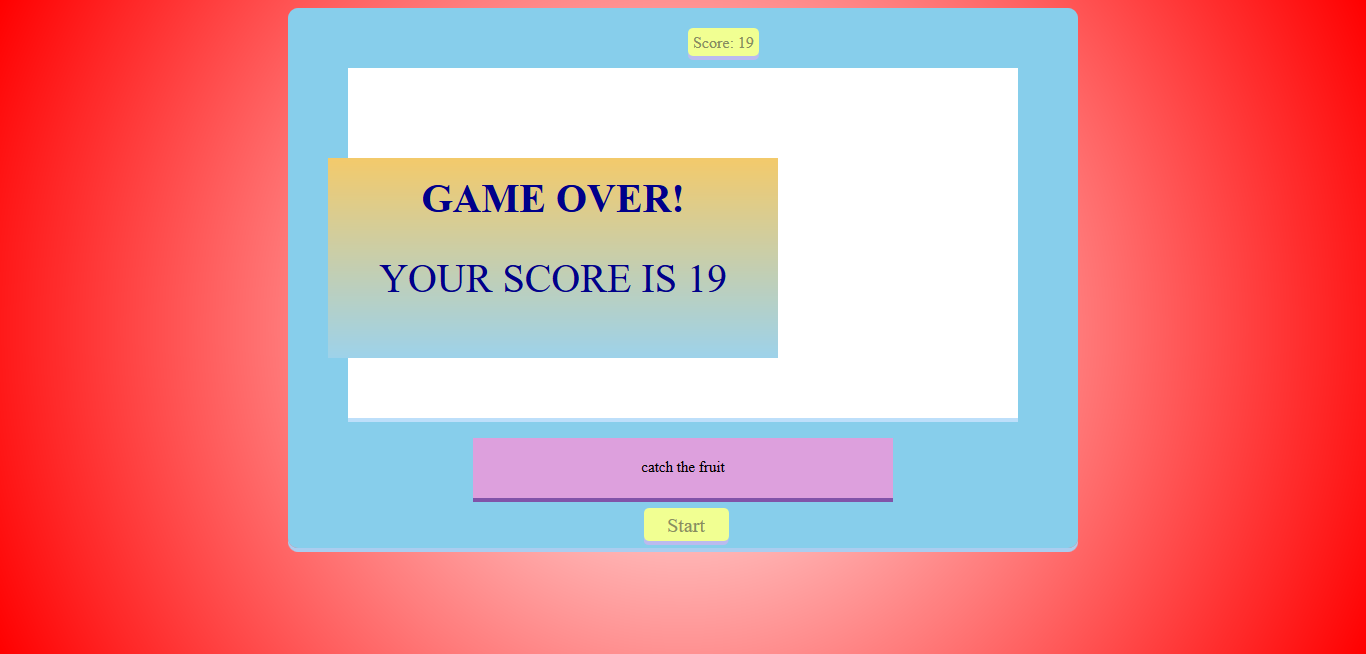 Score: 19
GAME OVER!
YOUR SCORE IS 19
catch the fruit
Start